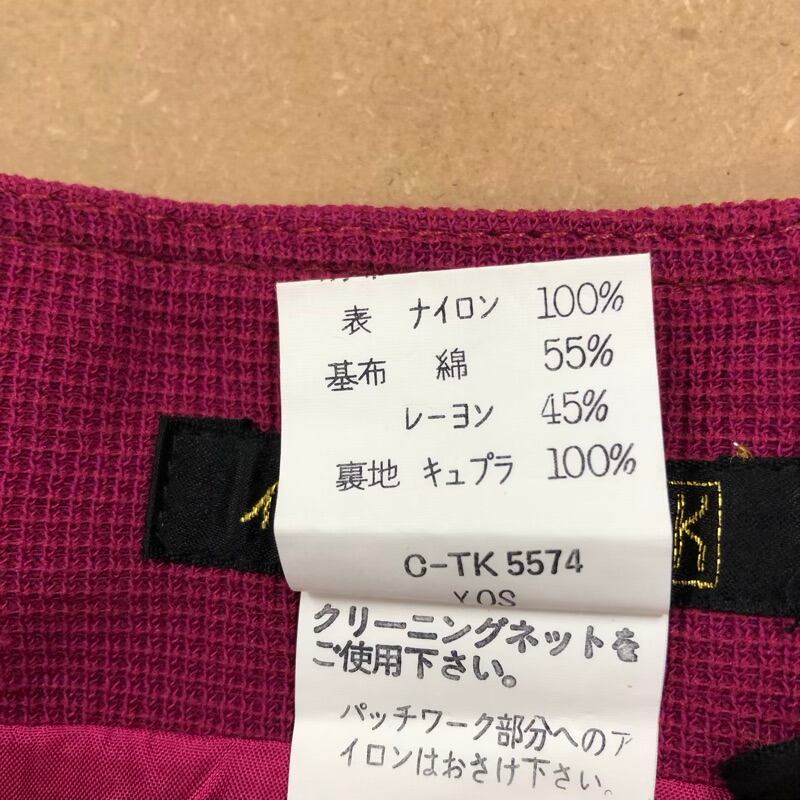 表 ナイロン 100%
基布 綿 55%
レーヨン 45%
裏地 キュプラ 100%
C-TK 5574
YOS
クリーニングネットを
ご使用下さい。
パッチワーク部分へのア
イロンはおさけ下さい。
K